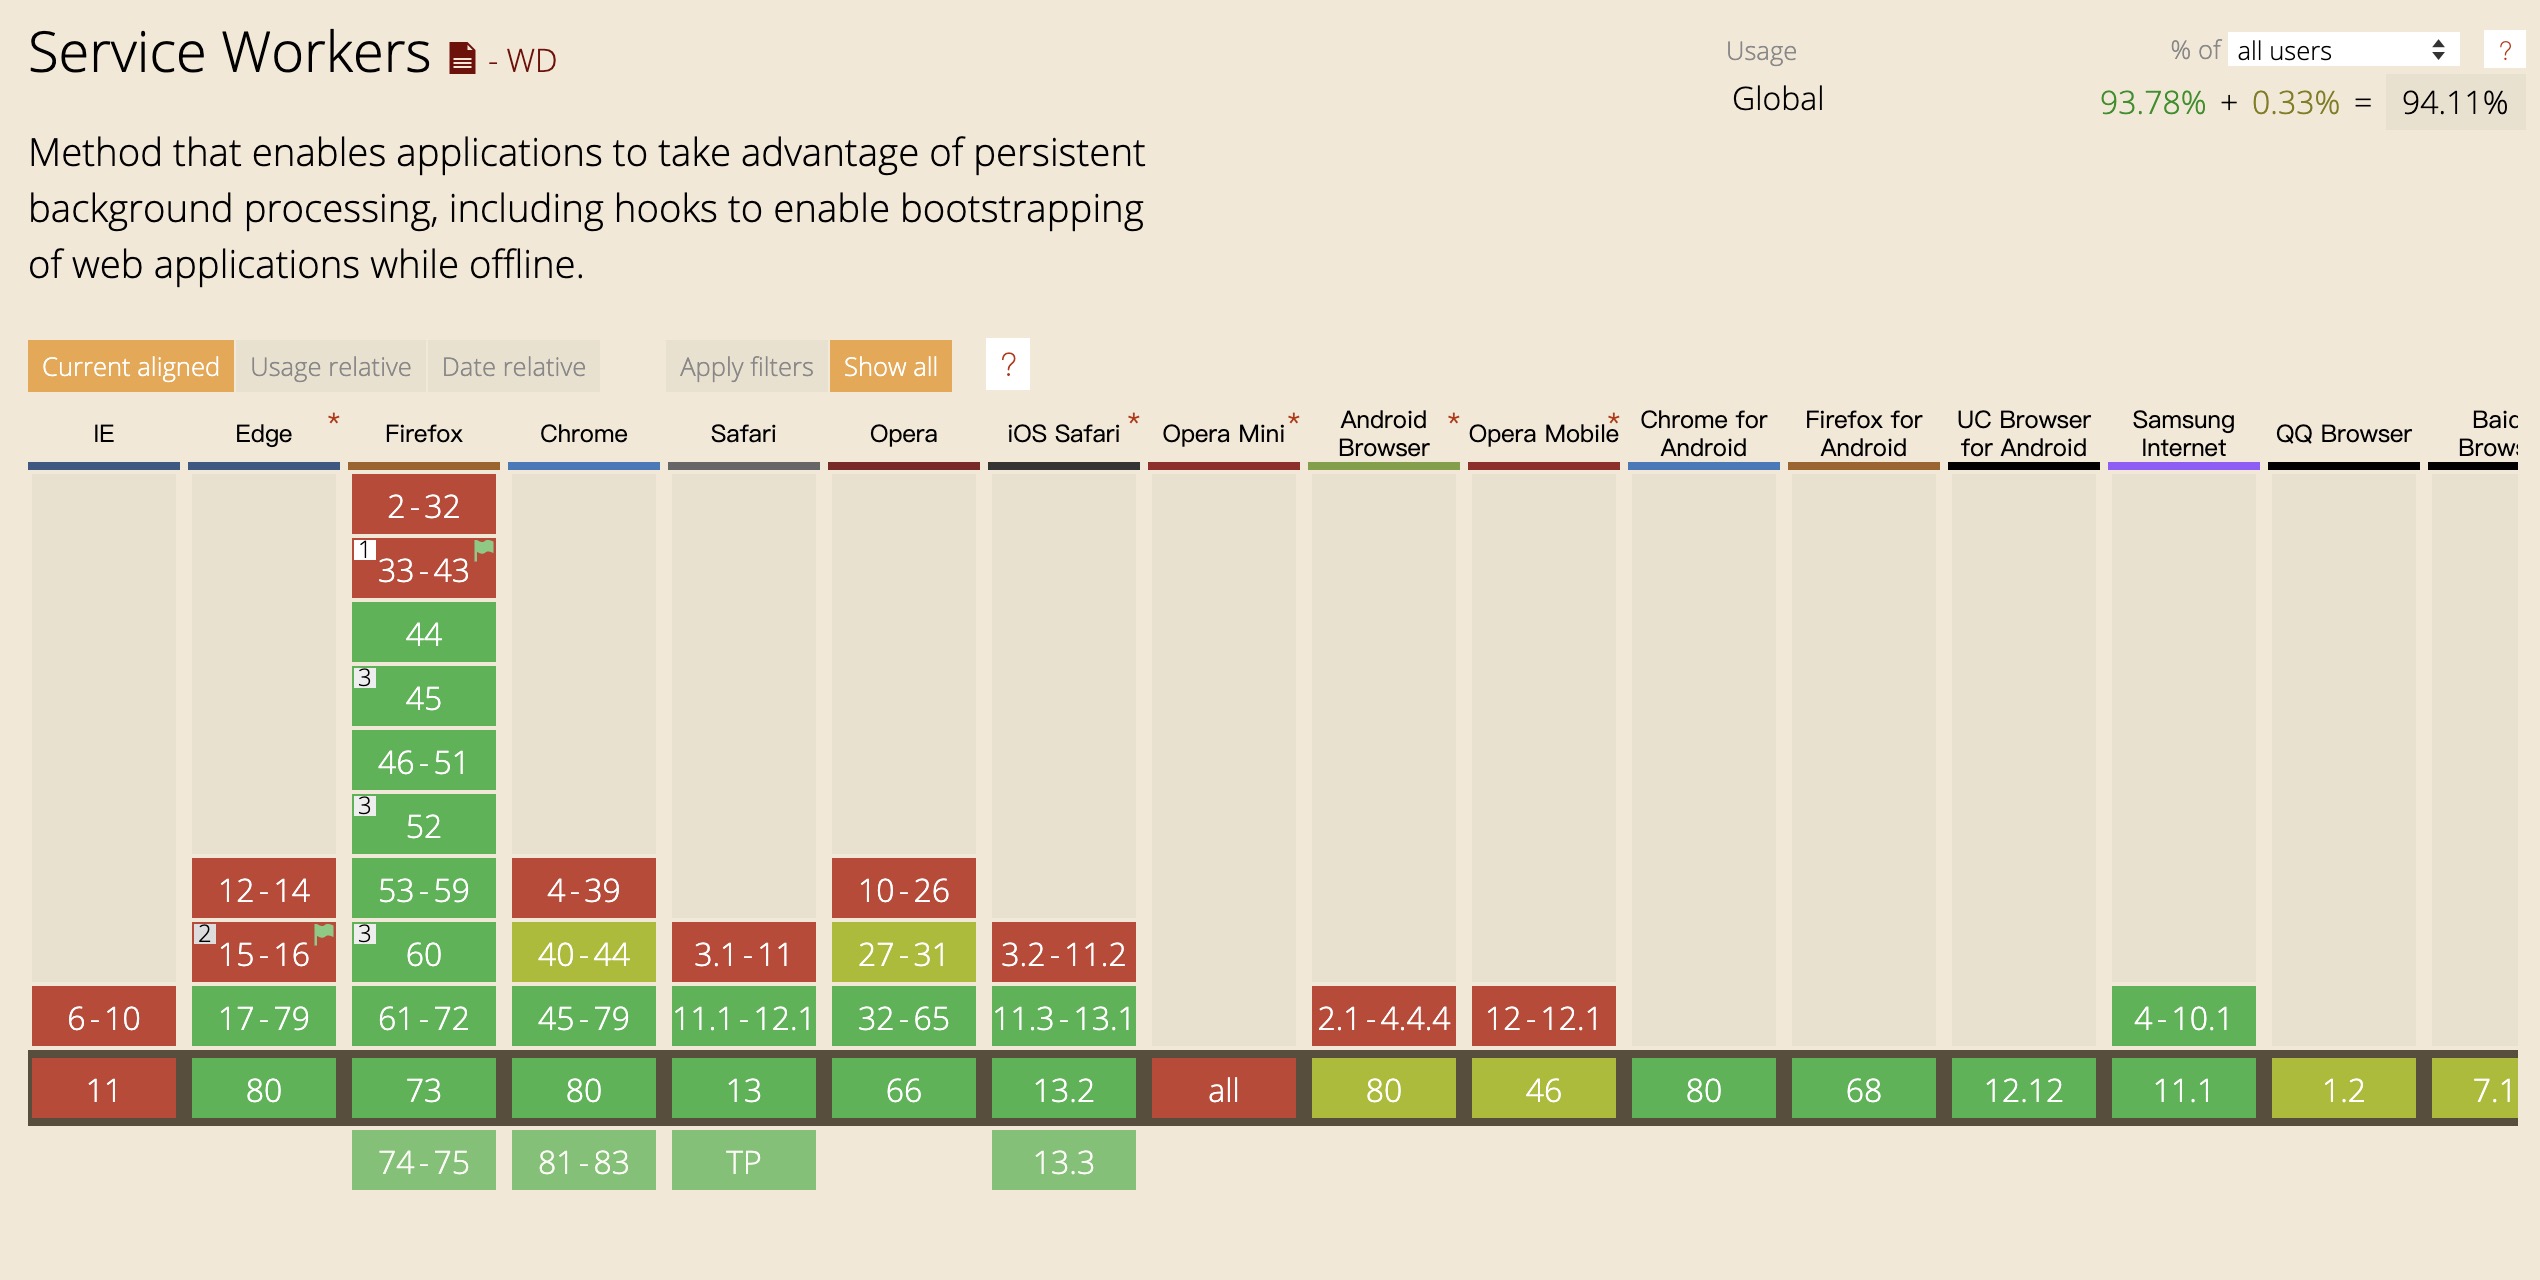 Service Workers - WD
Usage % of all users ?
Global 93.78% + 0.33% = 94.11%
Method that enables applications to take advantage of persistent
background processing, including hooks to enable bootstrapping
of web applications while offline.
Current aligned Usage relative Date relative Apply filters Show all ?
IE Edge * Firefox Chrome Safari Opera iOS Safari * Opera Mini * Android Browser * Opera Mobile * Chrome for Android Firefox for Android UC Browser for Android Samsung Internet QQ Browser
2-32
1 33-43
44
3 45
46-51
3 52
12-14 53-59 4-39 10-26
2 15-16 3 60 40-44 3.1-11 27-31 3.2-11.2
6-10 17-79 61-72 45-79 11.1-12.1 32-65 11.3-13.1 2.1-4.4.4 12-12.1 4-10.1
11 80 73 80 13 66 13.2 all 80 46 80 68 12.12 11.1 1.2 7.1
74-75 81-83 TP 13.3